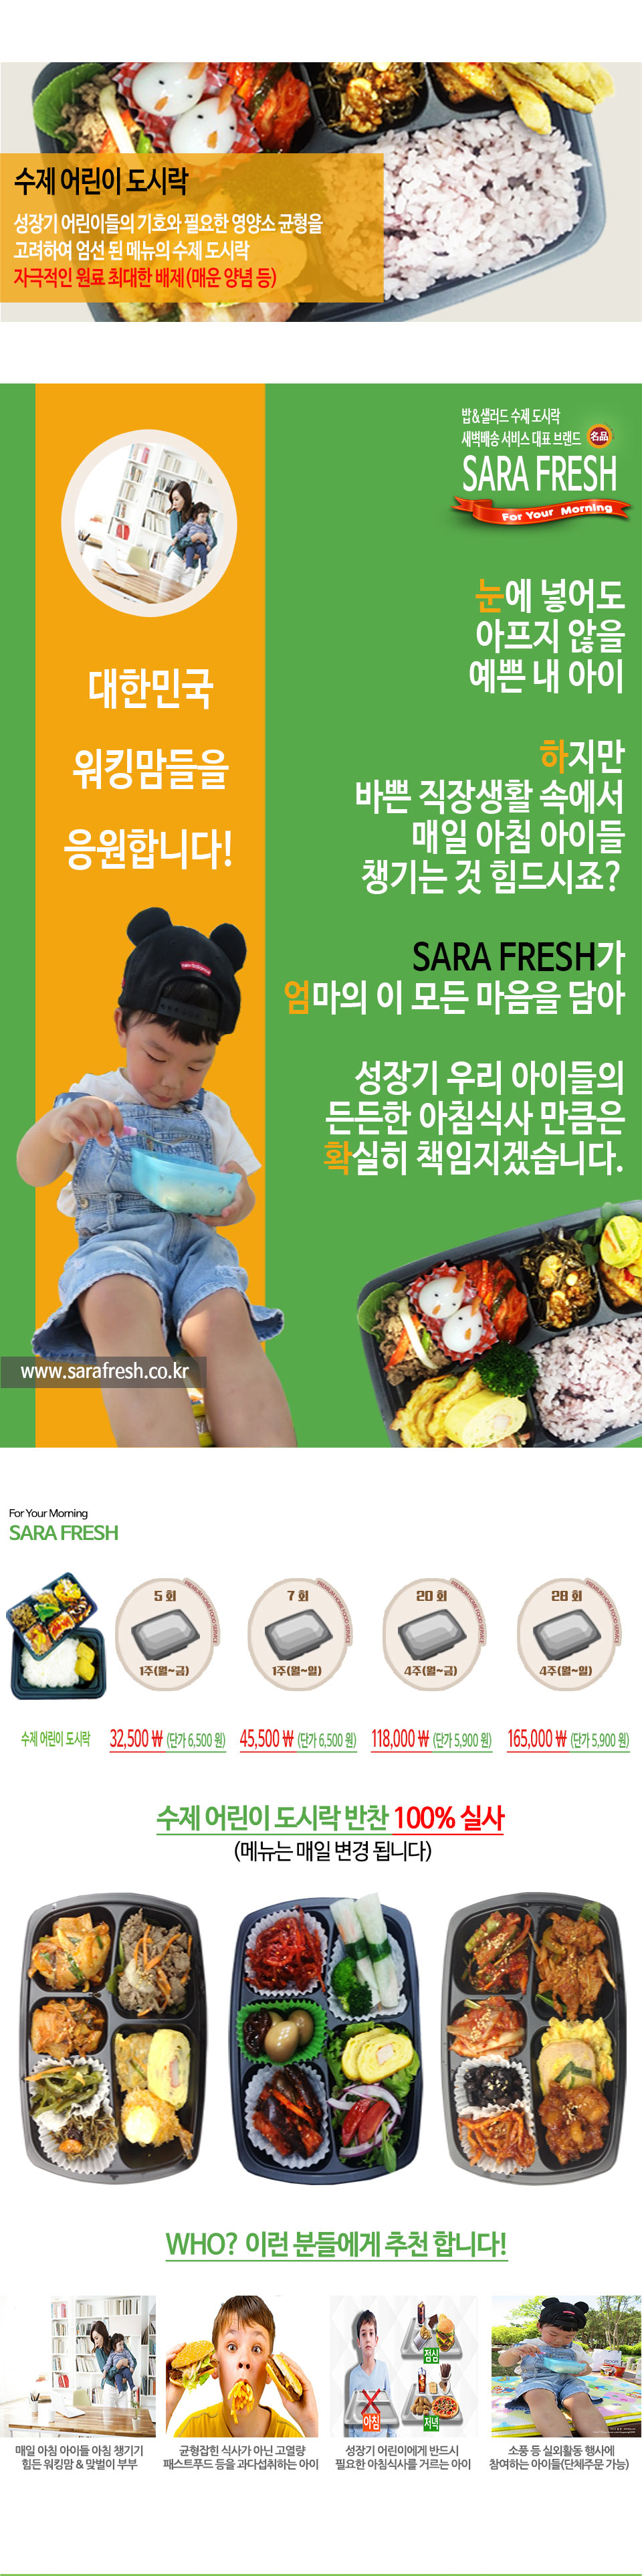 수제 어린이 도시락
성장기 어린이들의 기호와 필요한 영양소 균형을
고려하여 엄선 된 메뉴의 수제 도시락
자극적인 원료 최대한 배제(매운 양념 등)
밥&샐러드 수제 도시락
새벽배송 서비스 대표 브랜드 名品
SARA FRESH
For Your Morning
눈에 넣어도
아프지 않을
예쁜 내 아이
대한민국
워킹맘들을
응원합니다!
하지만
바쁜 직장생활 속에서
매일 아침 아이들
챙기는 것 힘드시죠?
SARA FRESH가
엄마의 이 모든 마음을 담아
성장기 우리 아이들의
든든한 아침식사 만큼은
확실히 책임지겠습니다.
www.sarafresh.co.kr
For Your Morning
SARA FRESH
5회
1주(월~금)
PREMIUM HOME FOOD SERVICE
7회
1주(월~일)
PREMIUM HOME FOOD SERVICE
20회
4주(월~금)
PREMIUM HOME FOOD SERVICE
28회
4주(월~일)
PREMIUM HOME FOOD SERVICE
수제 어린이 도시락 32,500 ₩ (단가 6,500 원) 45,500 ₩ (단가 6,500 원) 118,000 ₩ (단가 5,900 원) 165,000 ₩ (단가 5,900 원)
수제 어린이 도시락 반찬 100% 실사
(메뉴는 매일 변경 됩니다)
WHO? 이런 분들에게 추천 합니다!
점심
아침
저녁
매일 아침 아이들 아침 챙기기
힘든 워킹맘 & 맞벌이 부부
균형잡힌 식사가 아닌 고열량
패스트푸드 등을 과다섭취하는 아이
성장기 어린이에게 반드시
필요한 아침식사를 거르는 아이
소풍 등 실외활동 행사에
참여하는 아이들(단체주문 가능)